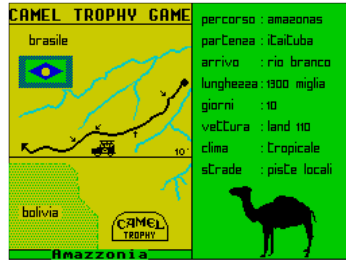 CAMEL TROPHY GAME
brasile
10'
bolivia
CAMEL
TROPHY
Amazzonia
percorso : amazonas
partenza : itaituba
arrivo : rio branco
lunghezza : 1300 miglia
giorni : 10
vettura : land 110
clima : tropicale
strade : piste locali